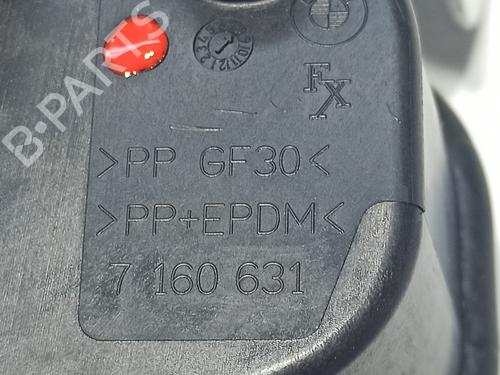 B-PARTS
FX
>PP GF30<
>PP+EPDM<
7 160 631